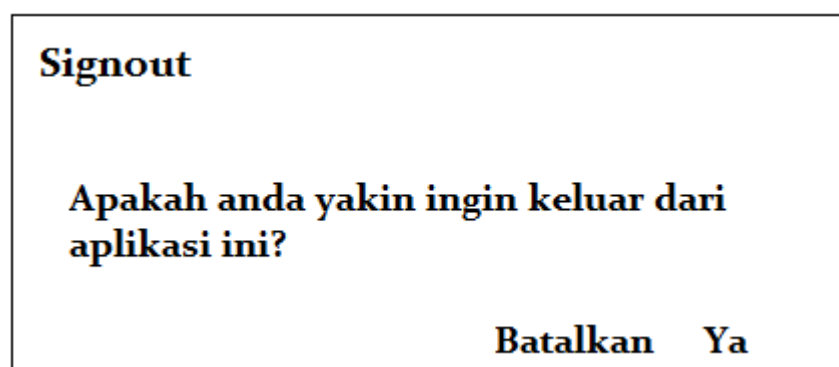 Signout
Apakah anda yakin ingin keluar dari
aplikasi ini?
Batalkan Ya